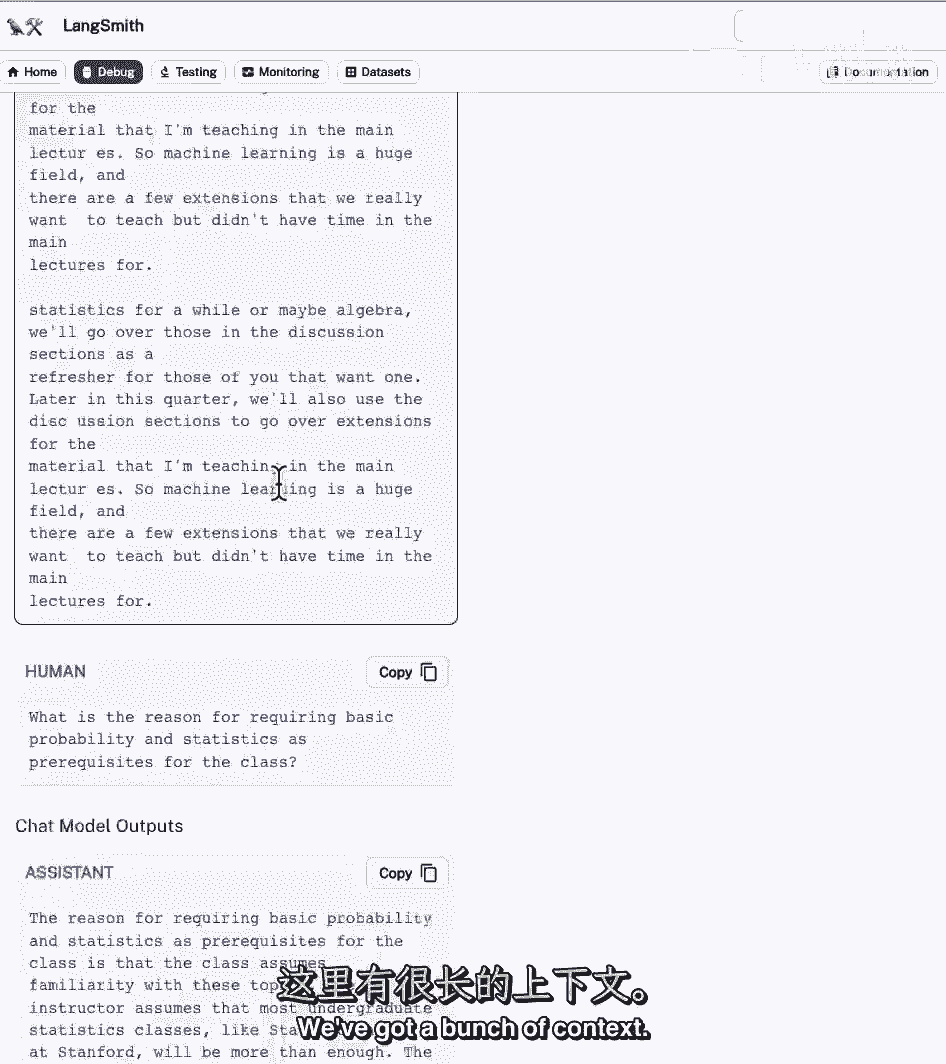 LangSmith
Home Debug Testing Monitoring Datasets Documentation
for the
material that I'm teaching in the main
lectur es. So machine learning is a huge
field, and
there are a few extensions that we really
want  to teach but didn't have time in the
main
lectures for.
statistics for a while or maybe algebra,
we'll go over those in the discussion
sections as a
refresher for those of you that want one.
Later in this quarter, we'll also use the
disc ussion sections to go over extensions
for the
material that I'm teaching in the main
lectur es. So machine learning is a huge
field, and
there are a few extensions that we really
want  to teach but didn't have time in the
main
lectures for.
HUMAN Copy
What is the reason for requiring basic
probability and statistics as
prerequisites for the class?
Chat Model Outputs
ASSISTANT Copy
The reason for requiring basic probability
and statistics as prerequisites for the
class is that the class assumes
familiarity with these
instructor assumes that most undergraduate
statistics classes, like
at Stanford, will be more than enough. The
这里有很长的上下文。
We've got a bunch of context.